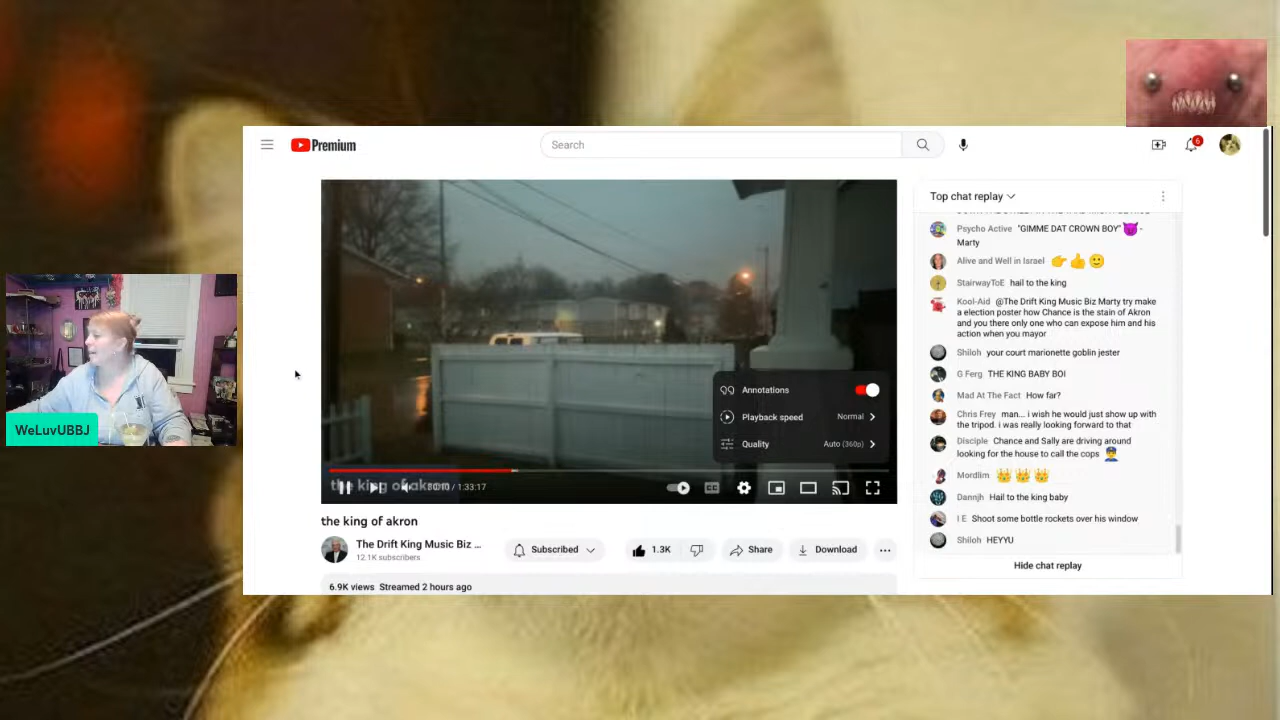 Premium
Search
6
Top chat replay
Psycho Active "GIMME DAT CROWN BOY"😈 -
Marty
Alive and Well in Israel 👉👍🙂
StairwayToE hail to the king
Kool-Aid @The Drift King Music Biz Marty try make
a election poster how Chance is the stain of Akron
and you there only one who can expose him and his
action when you mayor
Shiloh your court marionette goblin jester
G Ferg THE KING BABY BOI
Mad At The Fact How far?
Chris Frey man... i wish he would just show up with
the tripod. i was really looking forward to that
Disciple Chance and Sally are driving around
looking for the house to call the cops 👮
Mordlim 👑👑👑
Dannjh Hail to the king baby
I E Shoot some bottle rockets over his window
Shiloh HEYYU
Hide chat replay
Annotations
Playback speed Normal
Quality Auto (360p)
the king of akron
/ 1:33:17
CC
the king of akron
The Drift King Music Biz ...
12.1K subscribers
Subscribed
1.3K
Share
Download
6.9K views Streamed 2 hours ago
WeLuvUBBJ